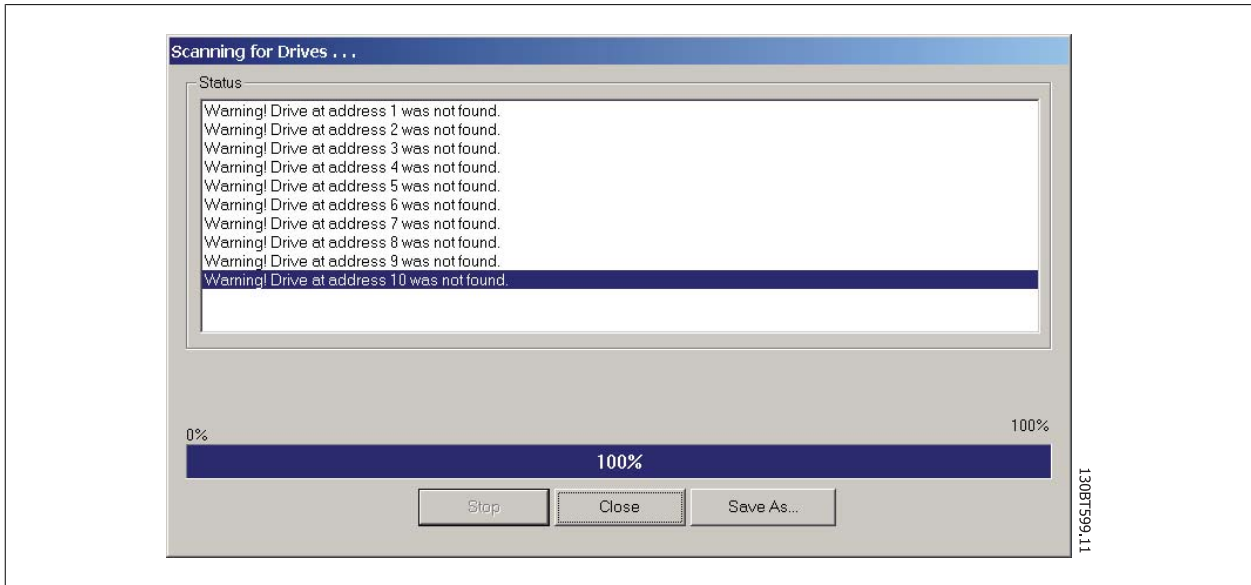 Scanning for Drives . . .
Status
Warning! Drive at address 1 was not found.
Warning! Drive at address 2 was not found.
Warning! Drive at address 3 was not found.
Warning! Drive at address 4 was not found.
Warning! Drive at address 5 was not found.
Warning! Drive at address 6 was not found.
Warning! Drive at address 7 was not found.
Warning! Drive at address 8 was not found.
Warning! Drive at address 9 was not found.
Warning! Drive at address 10 was not found.
0%
100%
100%
Stop
Close
Save As...
130BT599.11